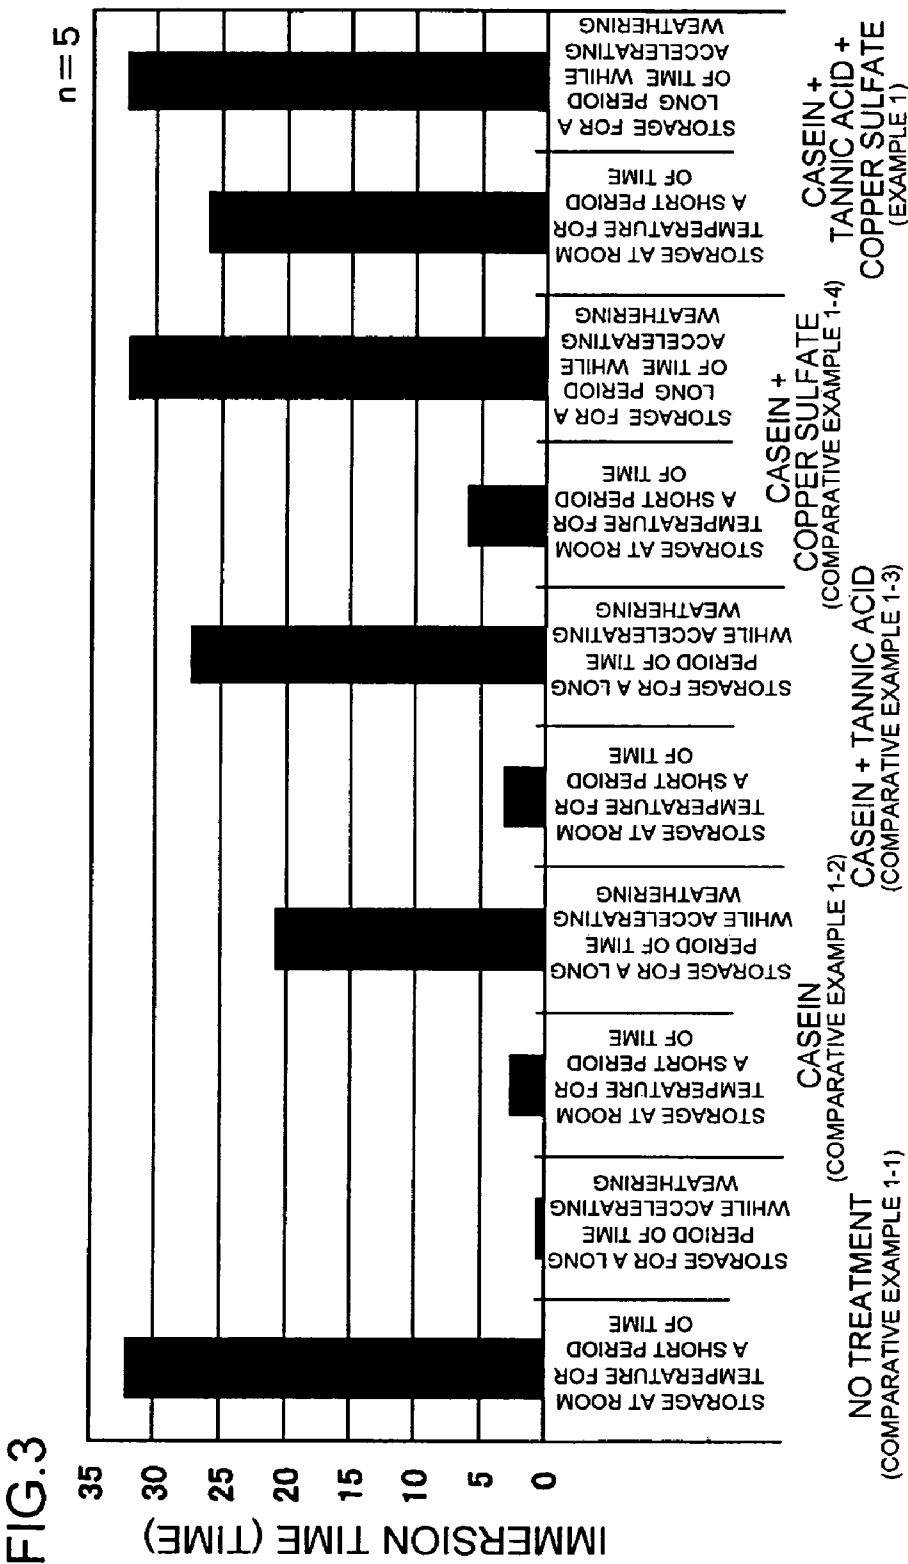 FIG.3
n=5
IMMERSION TIME (TIME)
35
30
25
20
15
10
5
0
STORAGE AT ROOM
TEMPERATURE FOR
A SHORT PERIOD
OF TIME
STORAGE FOR A LONG
PERIOD OF TIME
WHILE ACCELERATING
WEATHERING
NO TREATMENT
(COMPARATIVE EXAMPLE 1-1)
STORAGE AT ROOM
TEMPERATURE FOR
A SHORT PERIOD
OF TIME
STORAGE FOR A LONG
PERIOD OF TIME
WHILE ACCELERATING
WEATHERING
CASEIN
(COMPARATIVE EXAMPLE 1-2)
STORAGE AT ROOM
TEMPERATURE FOR
A SHORT PERIOD
OF TIME
STORAGE FOR A LONG
PERIOD OF TIME
WHILE ACCELERATING
WEATHERING
CASEIN + TANNIC ACID
(COMPARATIVE EXAMPLE 1-3)
STORAGE AT ROOM
TEMPERATURE FOR
A SHORT PERIOD
OF TIME
STORAGE FOR A
LONG PERIOD
OF TIME WHILE
ACCELERATING
WEATHERING
CASEIN +
COPPER SULFATE
(COMPARATIVE EXAMPLE 1-4)
STORAGE AT ROOM
TEMPERATURE FOR
A SHORT PERIOD
OF TIME
STORAGE FOR A
LONG PERIOD
OF TIME WHILE
ACCELERATING
WEATHERING
CASEIN +
TANNIC ACID +
COPPER SULFATE
(EXAMPLE 1)